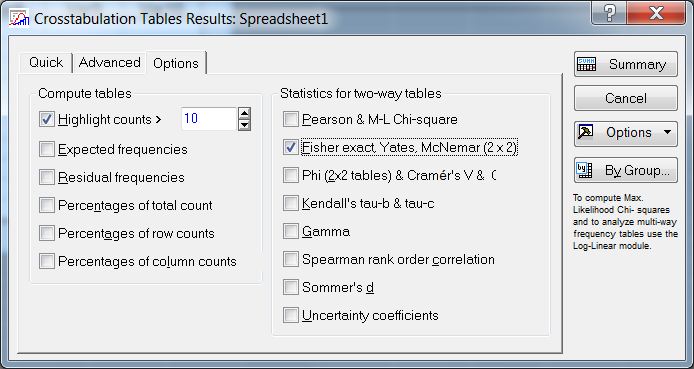 Crosstabulation Tables Results: Spreadsheet1
?
Quick Advanced Options
Compute tables
Highlight counts > 10
Expected frequencies
Residual frequencies
Percentages of total count
Percentages of row counts
Percentages of column counts
Statistics for two-way tables
Pearson & M-L Chi-square
Fisher exact, Yates, McNemar (2 x 2)
Phi (2x2 tables) & Cramér's V & C
Kendall's tau-b & tau-c
Gamma
Spearman rank order correlation
Sommer's d
Uncertainty coefficients
SUMM Summary
Cancel
Options
by By Group...
To compute Max.
Likelihood Chi- squares
and to analyze multi-way
frequency tables use the
Log-Linear module.